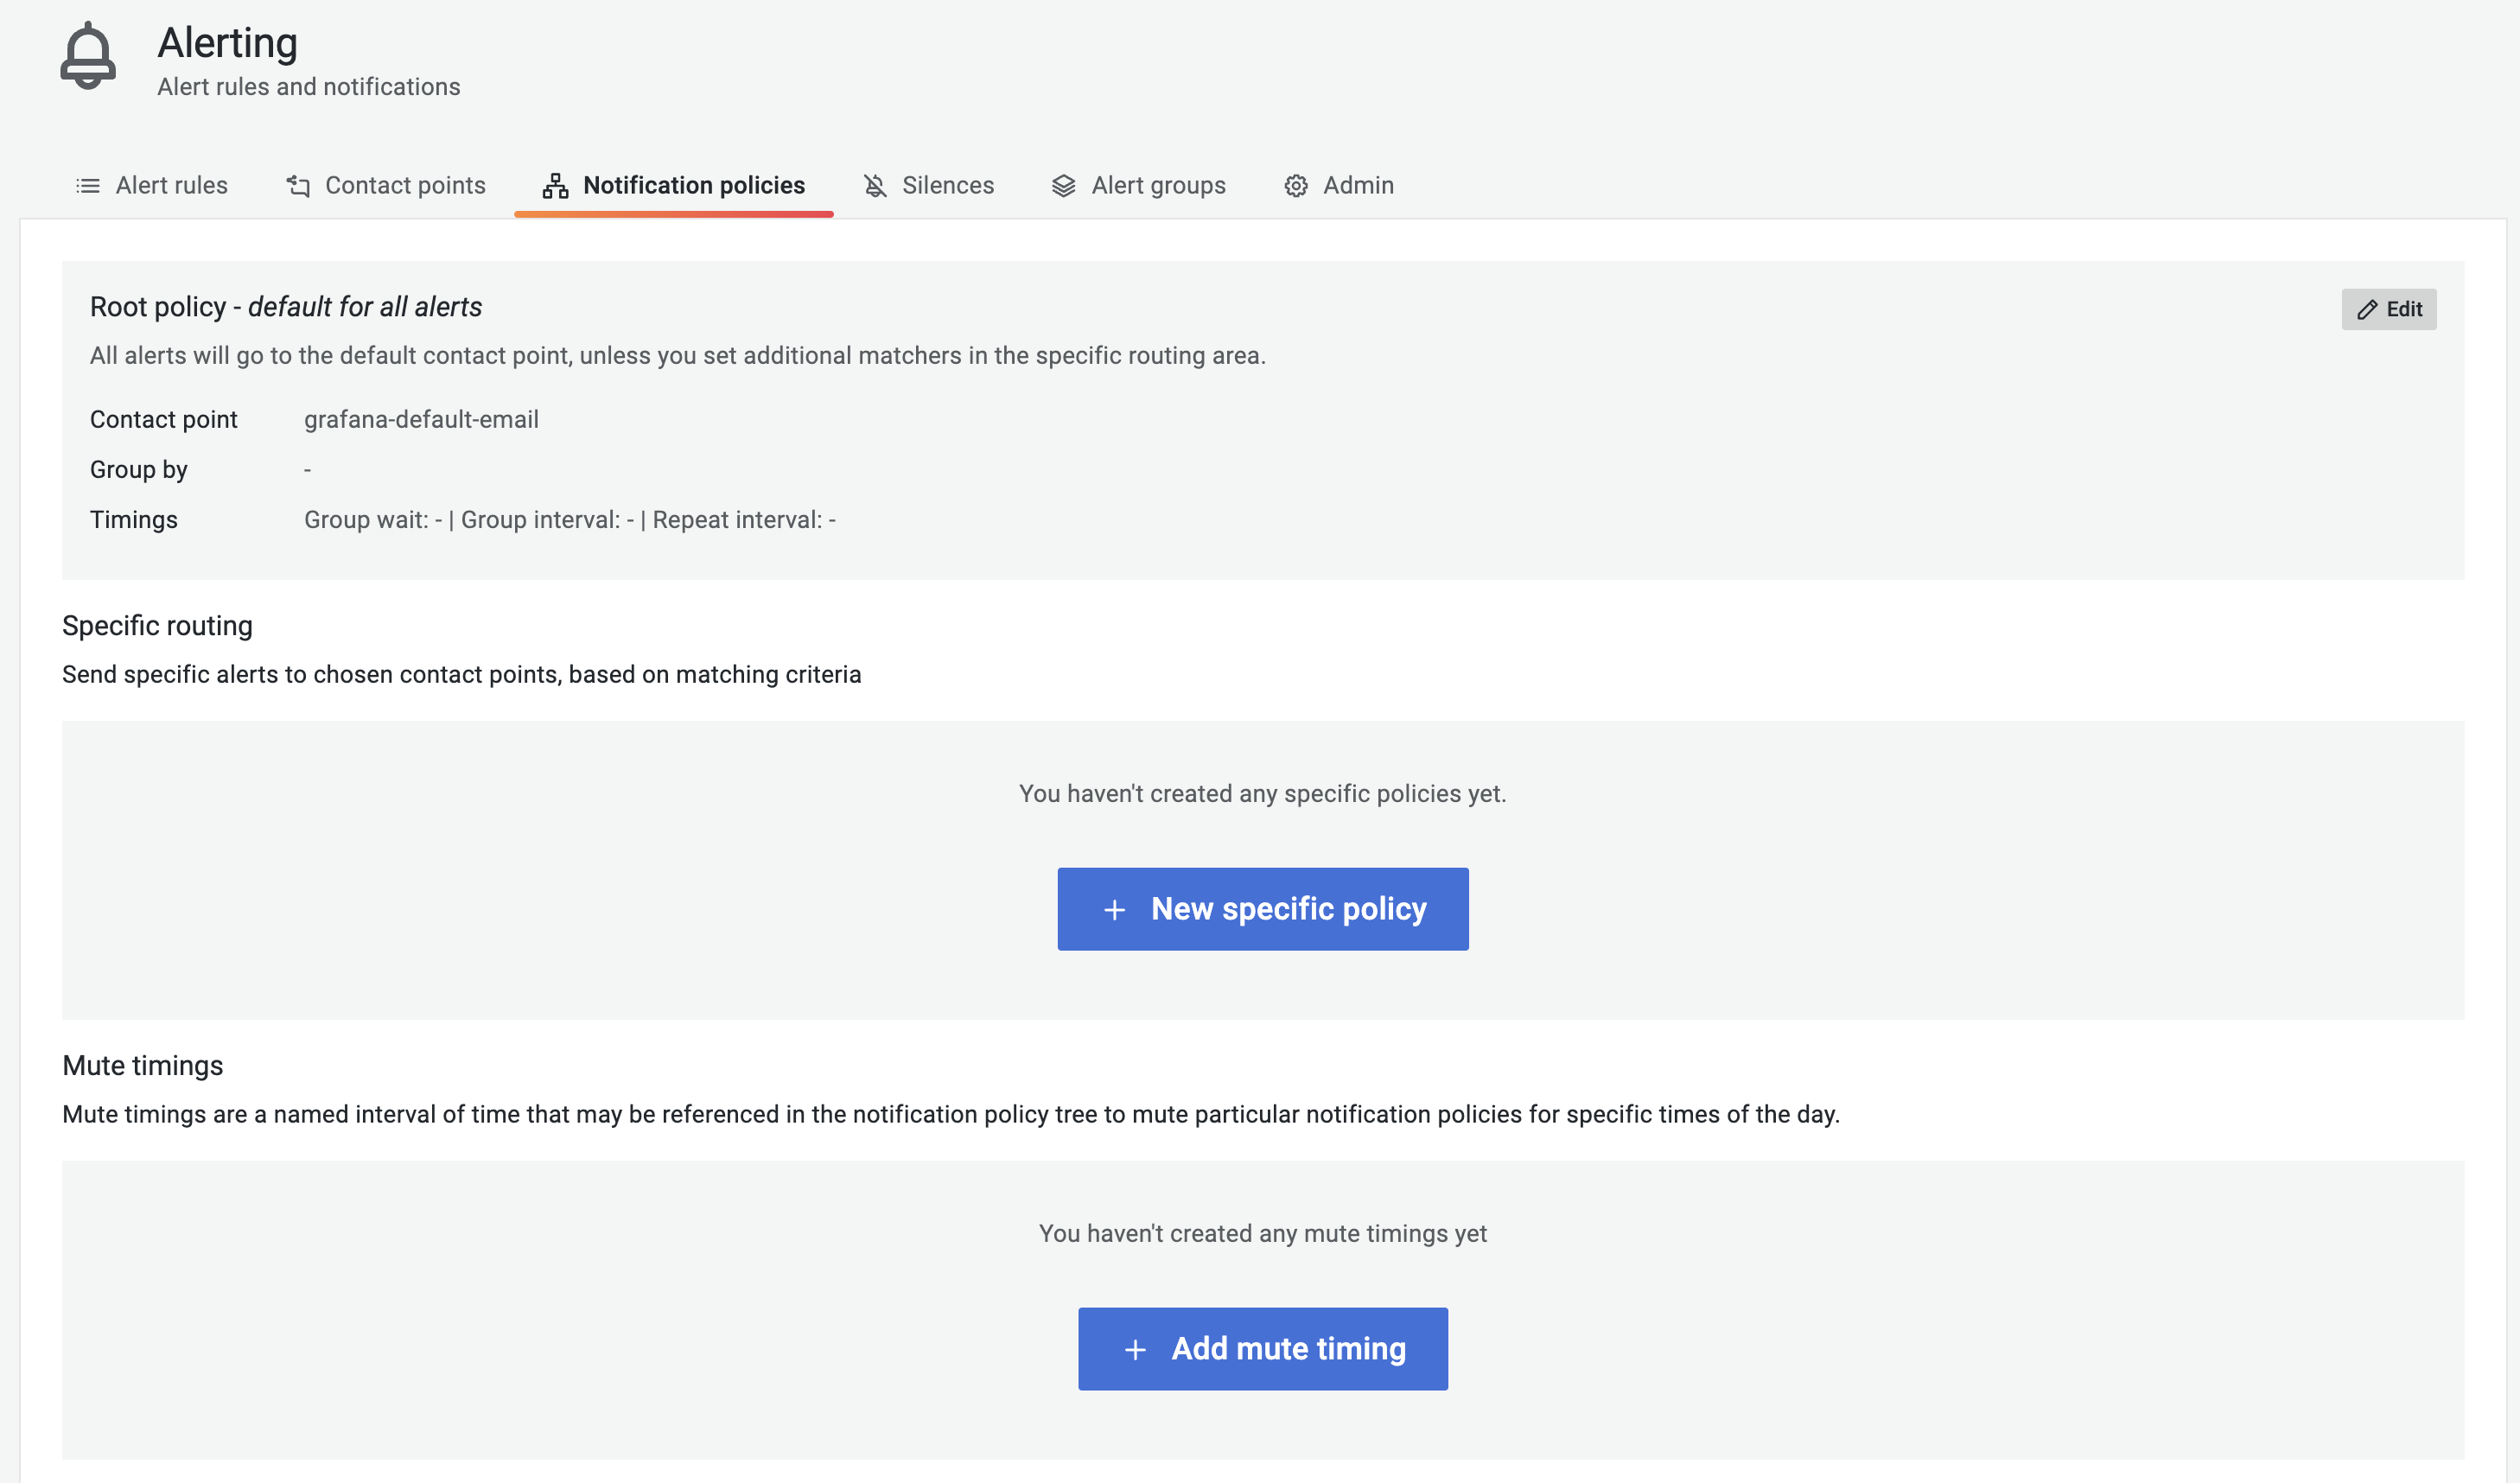 Alerting
Alert rules and notifications
Alert rules
Contact points
Notification policies
Silences
Alert groups
Admin
Root policy - default for all alerts
Edit
All alerts will go to the default contact point, unless you set additional matchers in the specific routing area.
Contact point grafana-default-email
Group by -
Timings Group wait: - | Group interval: - | Repeat interval: -
Specific routing
Send specific alerts to chosen contact points, based on matching criteria
You haven't created any specific policies yet.
+ New specific policy
Mute timings
Mute timings are a named interval of time that may be referenced in the notification policy tree to mute particular notification policies for specific times of the day.
You haven't created any mute timings yet
+ Add mute timing